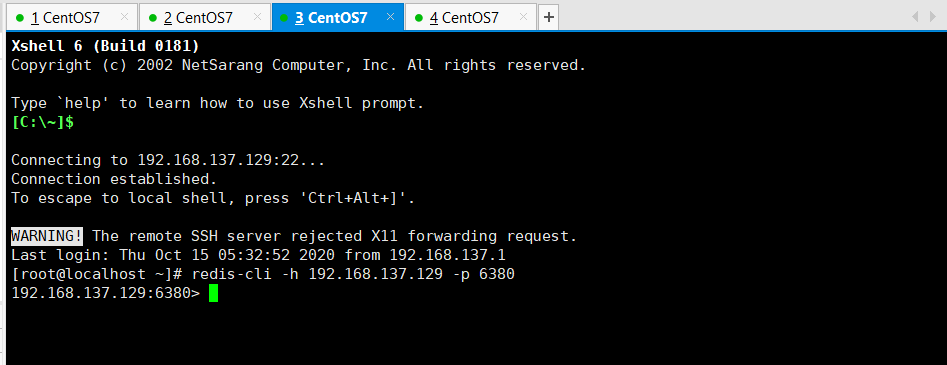 1 CentOS7 × 2 CentOS7 × 3 CentOS7 × 4 CentOS7 × +
Xshell 6 (Build 0181)
Copyright (c) 2002 NetSarang Computer, Inc. All rights reserved.
Type `help' to learn how to use Xshell prompt.
[C:\~]$
Connecting to 192.168.137.129:22...
Connection established.
To escape to local shell, press 'Ctrl+Alt+]'.
WARNING! The remote SSH server rejected X11 forwarding request.
Last login: Thu Oct 15 05:32:52 2020 from 192.168.137.1
[root@localhost ~]# redis-cli -h 192.168.137.129 -p 6380
192.168.137.129:6380>